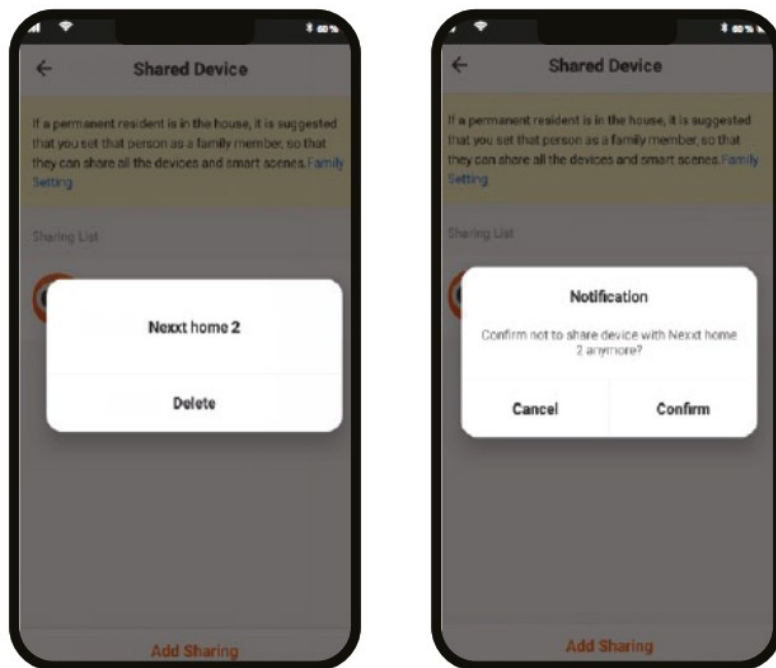 60%
Shared Device
If a permanent resident is in the house, it is suggested
that you set that person as a family member, so that
they can share all the devices and smart scenes.Family
Setting
Sharing List
Nexxt home 2
Delete
Add Sharing
60%
Shared Device
If a permanent resident is in the house, it is suggested
that you set that person as a family member, so that
they can share all the devices and smart scenes.Family
Setting
Sharing List
Notification
Confirm not to share device with Nexxt home
2 anymore?
Cancel Confirm
Add Sharing